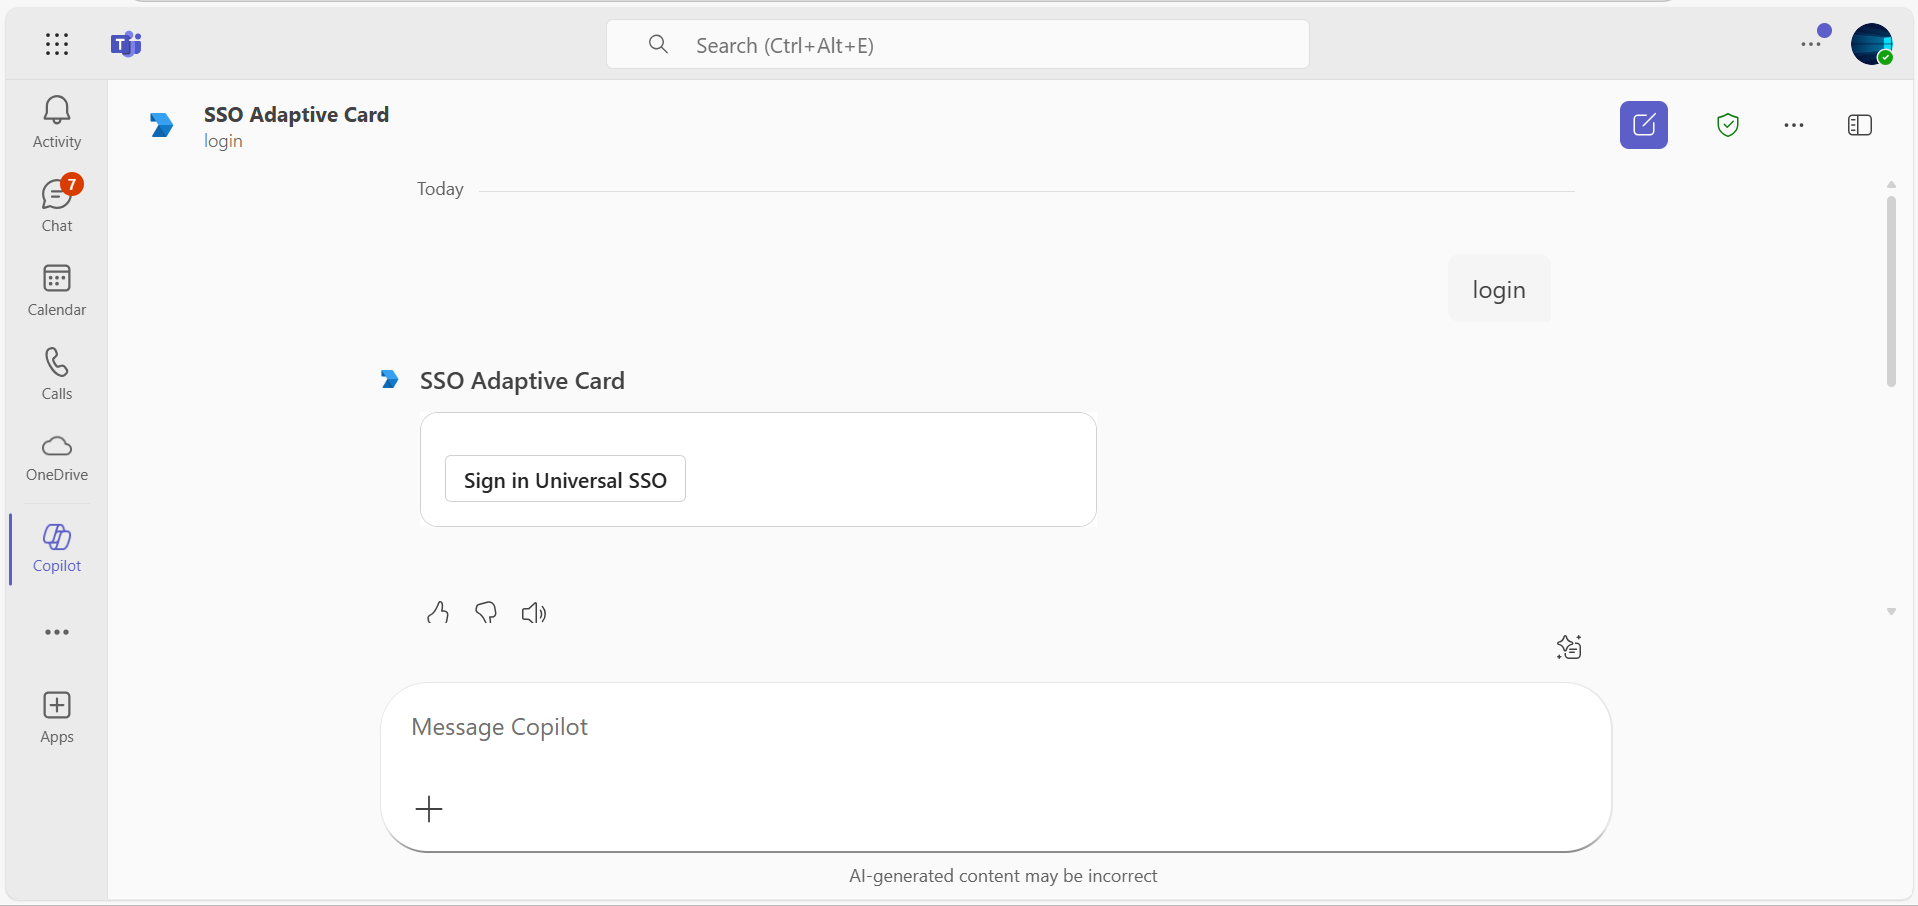 T
Search (Ctrl+Alt+E)
Activity
7
Chat
Calendar
Calls
OneDrive
Copilot
Apps
SSO Adaptive Card
login
Today
login
SSO Adaptive Card
Sign in Universal SSO
Message Copilot
AI-generated content may be incorrect